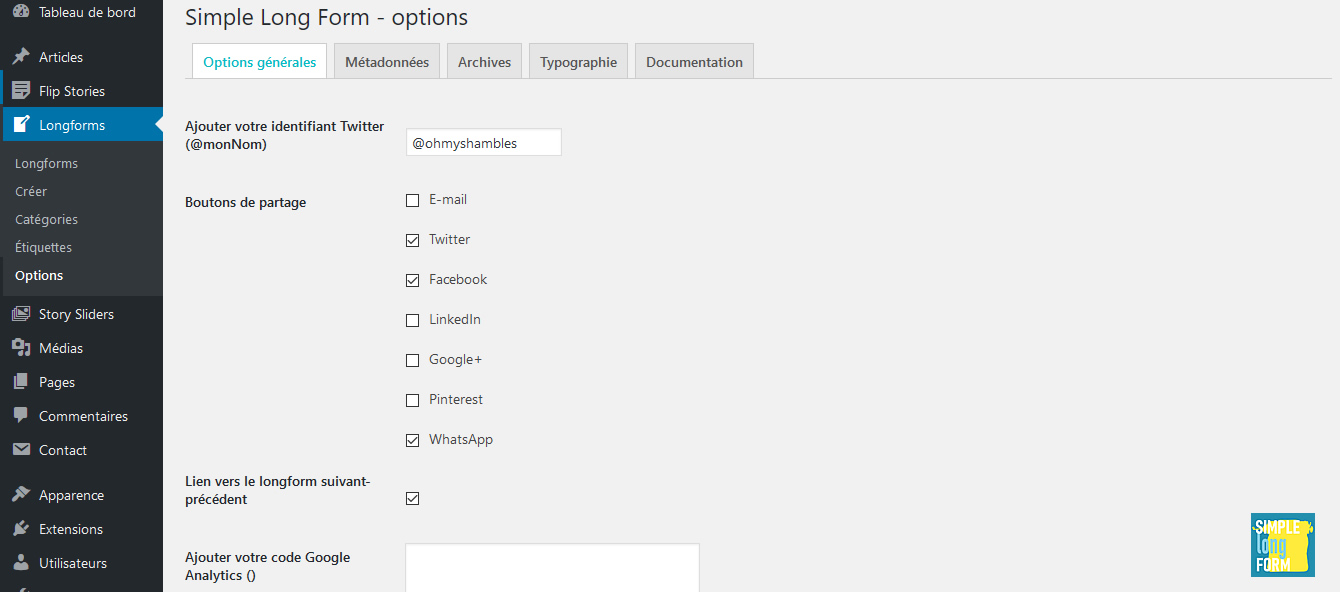 Tableau de bord
Articles
Flip Stories
Longforms
Longforms
Créer
Catégories
Étiquettes
Options
Story Sliders
Médias
Pages
Commentaires
Contact
Apparence
Extensions
Utilisateurs
Simple Long Form - options
Options générales
Métadonnées
Archives
Typographie
Documentation
Ajouter votre identifiant Twitter
(@monNom)
@ohmyshambles
Boutons de partage
E-mail
Twitter
Facebook
LinkedIn
Google+
Pinterest
WhatsApp
Lien vers le longform suivant-
précédent
Ajouter votre code Google
Analytics ()
SIMPLE
long
FORM